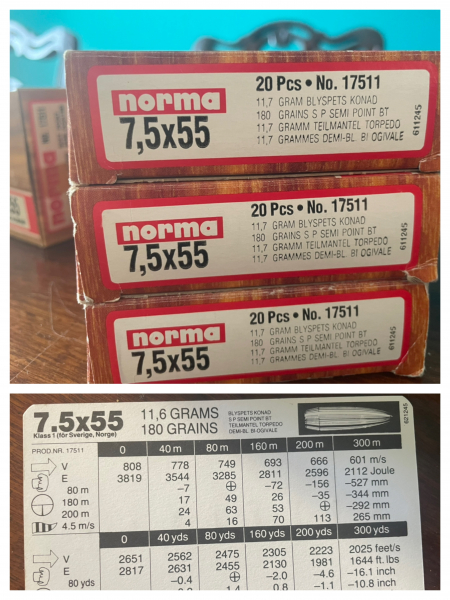 norma
7,5x55
20 Pcs • No. 17511
11,7 GRAM BLYSPETS KONAD
180 GRAINS S P SEMI POINT BT
11,7 GRAMM TEILMANTEL TORPEDO
11,7 GRAMMES DEMI-BL. BI OGIVALE
611245
norma
7,5x55
20 Pcs • No. 17511
11,7 GRAM BLYSPETS KONAD
180 GRAINS S P SEMI POINT BT
11,7 GRAMM TEILMANTEL TORPEDO
11,7 GRAMMES DEMI-BL. BI OGIVALE
611245
norma
7,5x55
20 Pcs • No. 17511
11,7 GRAM BLYSPETS KONAD
180 GRAINS S P SEMI POINT BT
11,7 GRAMM TEILMANTEL TORPEDO
11,7 GRAMMES DEMI-BL. BI OGIVALE
611245
7.5x55
Klass 1 (för Sverige, Norge)
11,6 GRAMS
180 GRAINS
BLYSPETS KONAD
S P SEMI POINT BT
TEILMANTEL TORPEDO
DEMI-BL. BI OGIVALE
621245
PROD.NR. 17511
0 40 m 80 m 160 m 200 m 300 m
V 808 778 749 693 666 601 m/s
E 3819 3544 3285 2811 2596 2112 Joule
80 m -7 ⊕ -72 -156 -527 mm
180 m 17 49 26 -35 -344 mm
200 m 24 63 53 ⊕ -292 mm
4.5 m/s 4 16 70 113 265 mm
0 40 yds 80 yds 160 yds 200 yds 300 yds
V 2651 2562 2475 2305 2223 2025 feet/s
E 2817 2631 2455 2130 1981 1644 ft. lbs
80 yds -0.4 ⊕ -2.0 -4.6 -16.1 inch
1.4 0.8 -1.1 -10.8 inch